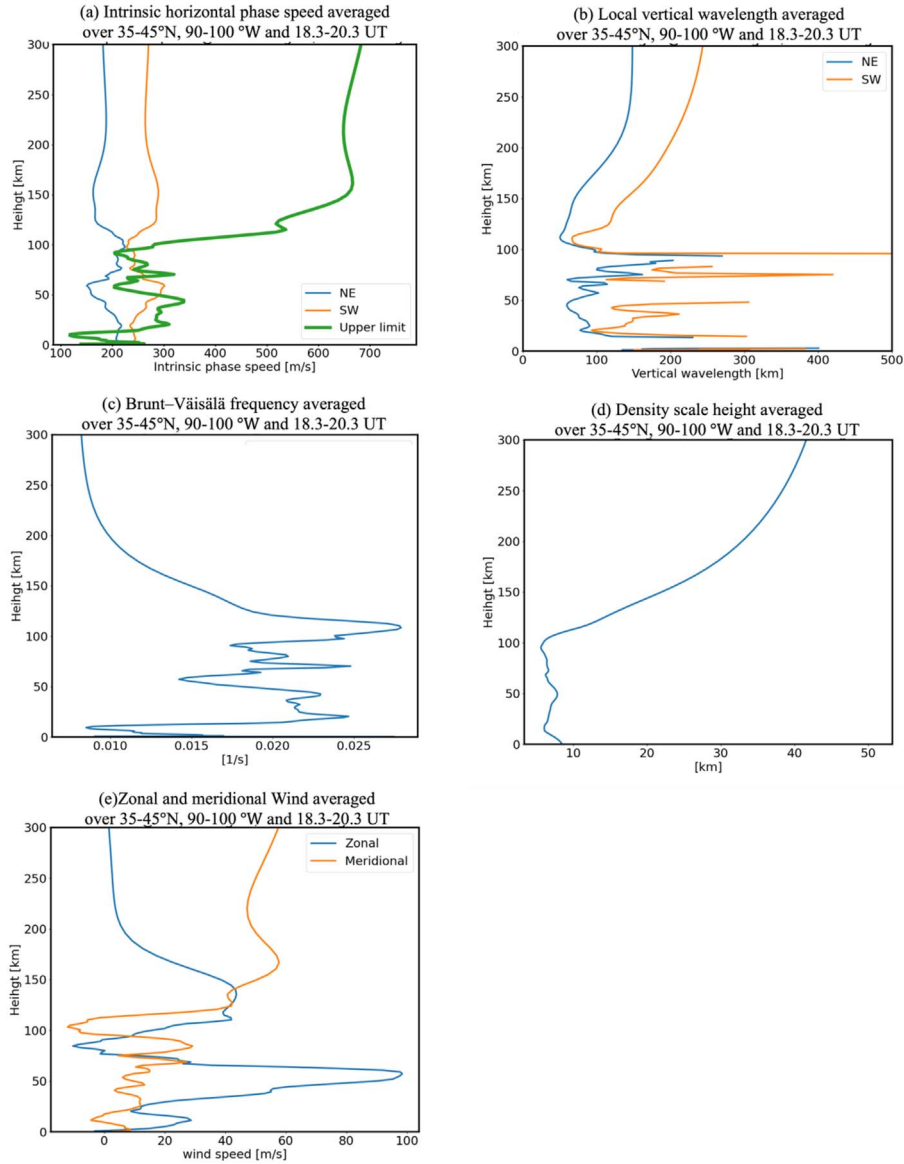 (a) Intrinsic horizontal phase speed averaged
over 35-45°N, 90-100 °W and 18.3-20.3 UT
300
250
200
150
100
50
0
Heihgt [km]
NE
SW
Upper limit
100 200 300 400 500 600 700
Intrinsic phase speed [m/s]
(b) Local vertical wavelength averaged
over 35-45°N, 90-100 °W and 18.3-20.3 UT
300
250
200
150
100
50
0
Heihgt [km]
NE
SW
0 100 200 300 400 500
Vertical wavelength [km]
(c) Brunt–Väisälä frequency averaged
over 35-45°N, 90-100 °W and 18.3-20.3 UT
300
250
200
150
100
50
0
Heihgt [km]
0.010 0.015 0.020 0.025
[1/s]
(d) Density scale height averaged
over 35-45°N, 90-100 °W and 18.3-20.3 UT
300
250
200
150
100
50
0
Heihgt [km]
10 20 30 40 50
[km]
(e)Zonal and meridional Wind averaged
over 35-45°N, 90-100 °W and 18.3-20.3 UT
300
250
200
150
100
50
0
Heihgt [km]
Zonal
Meridional
0 20 40 60 80 100
wind speed [m/s]